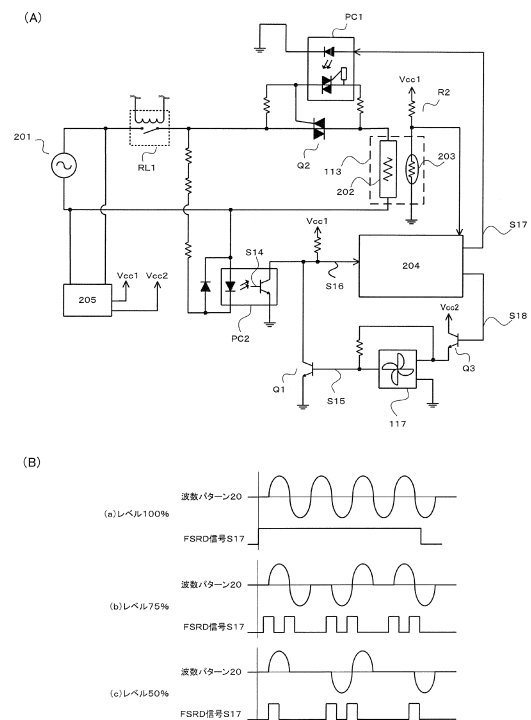 (A)
PC1
Vcc1
R2
201
RL1
Q2
113
202
203
S17
Vcc1
S14
S16
204
Vcc1
Vcc2
205
PC2
Vcc2
S18
Q3
Q1
S15
117
(B)
波数パターン20
(a)レベル100%
FSRD信号S17
波数パターン20
(b)レベル75%
FSRD信号S17
波数パターン20
(c)レベル50%
FSRD信号S17